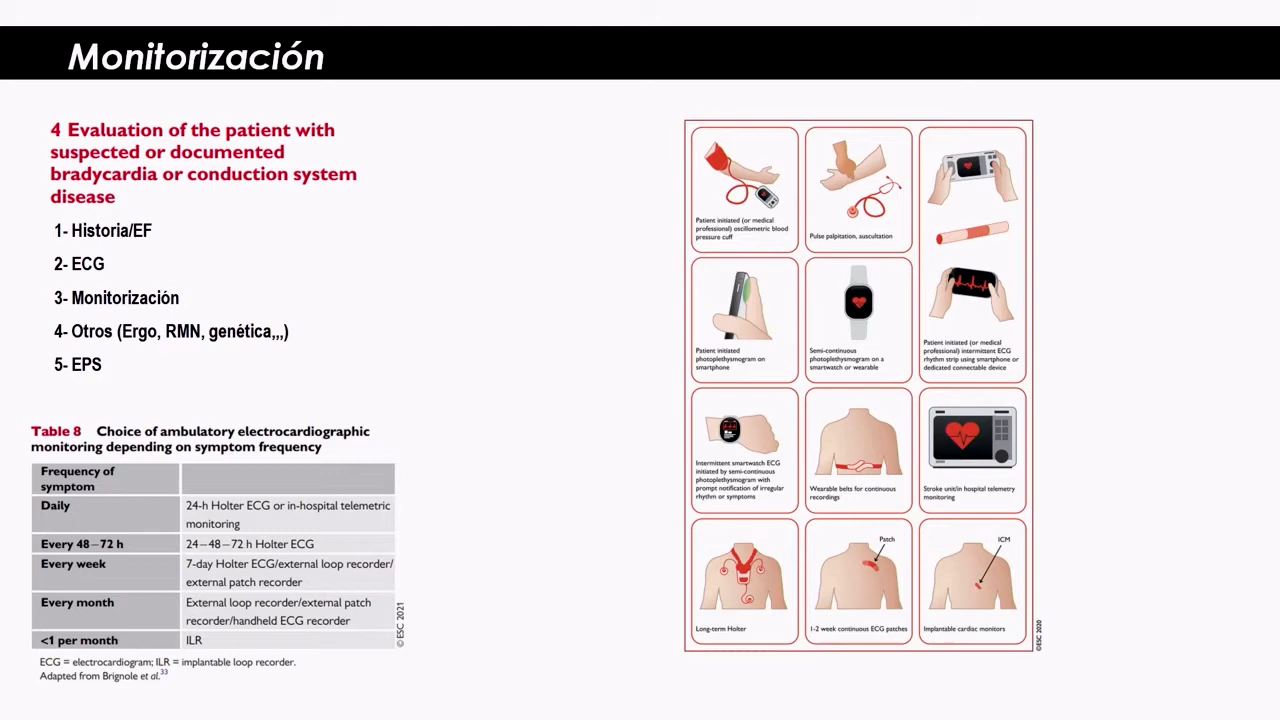 Monitorización
4 Evaluation of the patient with
suspected or documented
bradycardia or conduction system
disease
1- Historia/EF
2- ECG
3- Monitorización
4- Otros (Ergo, RMN, genética,,,)
5- EPS
Table 8 Choice of ambulatory electrocardiographic
monitoring depending on symptom frequency
Frequency of
symptom
Daily
24-h Holter ECG or in-hospital telemetric
monitoring
Every 48–72 h
24–48–72 h Holter ECG
Every week
7-day Holter ECG/external loop recorder/
external patch recorder
Every month
External loop recorder/external patch
recorder/handheld ECG recorder
<1 per month
ILR
©ESC 2021
ECG = electrocardiogram; ILR = implantable loop recorder.
Adapted from Brignole et al.33
Patient initiated (or medical
professional) oscillometric blood
pressure cuff
Pulse palpitation, auscultation
Patient initiated
photoplethysmogram on
smartphone
Semi-continuous
photoplethysmogram on a
smartwatch or wearable
Patient initiated (or medical
professional) intermittent ECG
rhythm strip using smartphone or
dedicated connectable device
Intermittent smartwatch ECG
initiated by semi-continuous
photoplethysmogram with
prompt notification of irregular
rhythm or symptoms
Wearable belts for continuous
recordings
Stroke unit/in hospital telemetry
monitoring
Long-term Holter
Patch
1-2 week continuous ECG patches
ICM
Implantable cardiac monitors
©ESC 2020